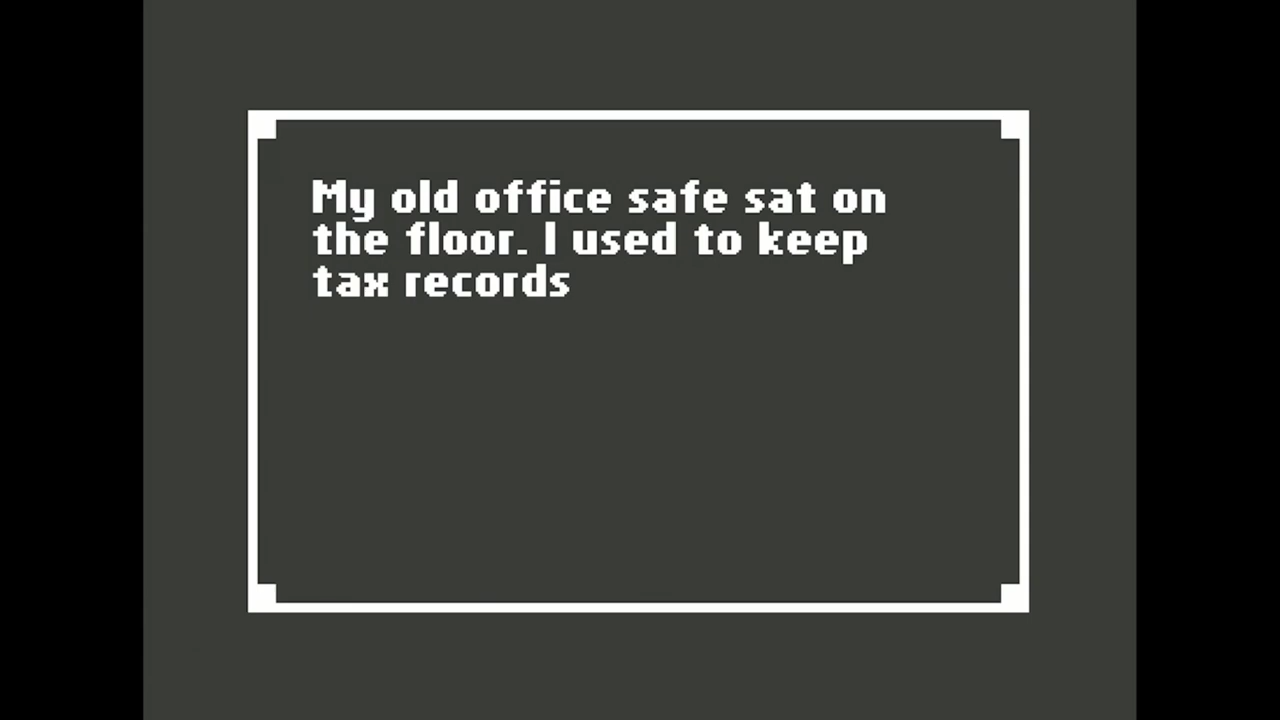 My old office safe sat on
the floor. I used to keep
tax records